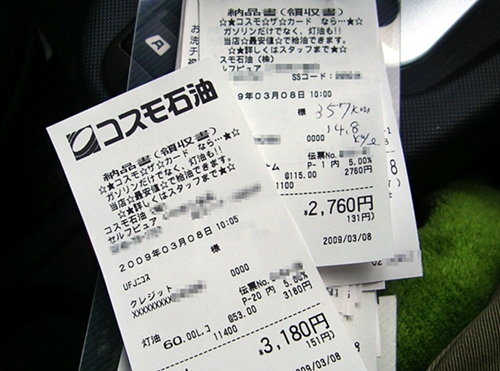 コスモ石油
納品書(領収書)
☆★コスモ☆ザ☆カード なら…★☆
ガソリンだけでなく、灯油も!!
当店☆最安値☆で給油できます。
☆★詳しくはスタッフまで★☆
コスモ石油
セルフピュア
2009年03月08日 10:05
様
UFJニコス 0000
クレジット
伝票No.
P-20 内 5.00%
@53.00 3180円
灯油 60.00L.コ 11400
¥3,180円
(151円)
2009/03/08
お洗
A
納品書(領収書)
☆★コスモ☆ザ☆カード なら…★☆
ガソリンだけでなく、灯油も!!
当店☆最安値☆で給油できます。
☆★詳しくはスタッフまで★☆
スモ石油(株)
ルフピュア
SSコード:
09年03月08日 10:00
様
357km
14.8
km/ℓ
0000
伝票No.
P-1 内 5.00%
@115.00 2760円
1100
¥2,760円
(131円)
2009/03/08